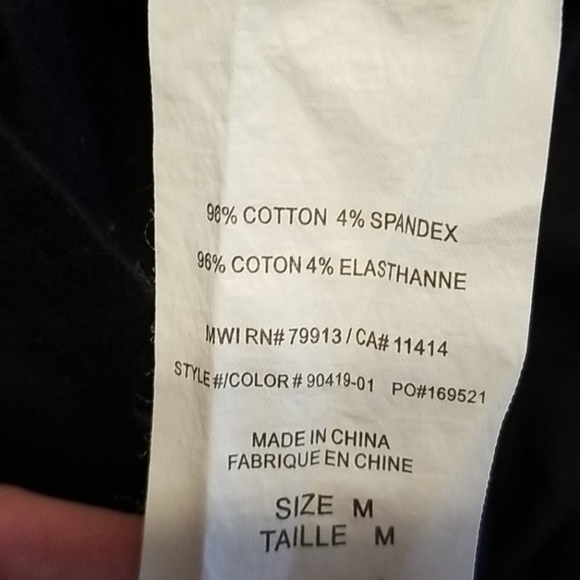 96% COTTON 4% SPANDEX
96% COTON 4% ELASTHANNE
MWI RN# 79913 / CA# 11414
STYLE #/COLOR # 90419-01 PO#169521
MADE IN CHINA
FABRIQUE EN CHINE
SIZE M
TAILLE M